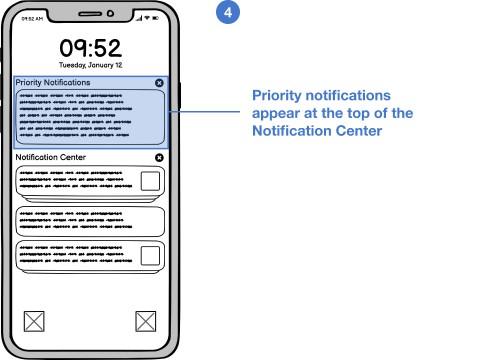 4
09:52 AM
09:52
Tuesday, January 12
Priority Notifications
Priority notifications
appear at the top of the
Notification Center
Notification Center